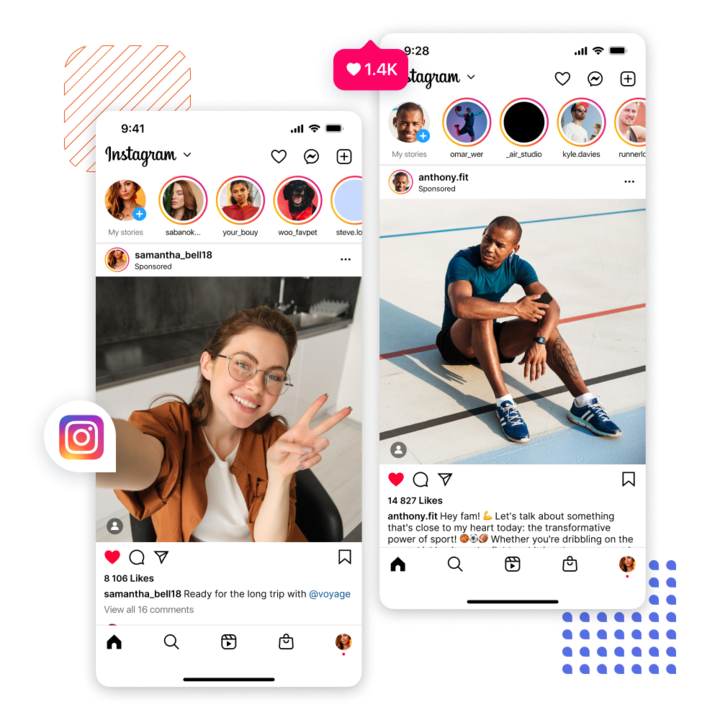 1.4K
9:28
Instagram
My stories
omar_wer
_air_studio
kyle.davies
anthony.fit
Sponsored
14 827 Likes
anthony.fit Hey fam! 💪 Let's talk about something
that's close to my heart today: the transformative
power of sport! 🏀⚽🏈 Whether you're dribbling on the
9:41
Instagram
My stories
sabanok...
your_bouy
woo_favpet
steve.lo
samantha_bell18
Sponsored
8 106 Likes
samantha_bell18 Ready for the long trip with @voyage
View all 16 comments